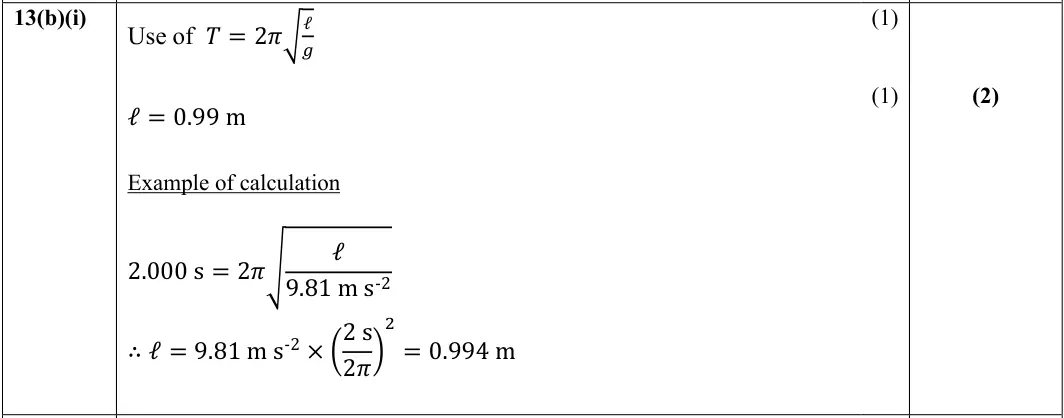 13(b)(i) Use of T = 2π√(ℓ/g) (1)
ℓ = 0.99 m (1) (2)
Example of calculation
2.000 s = 2π√(ℓ/9.81 m s⁻²)
∴ ℓ = 9.81 m s⁻² × (2 s/2π)² = 0.994 m